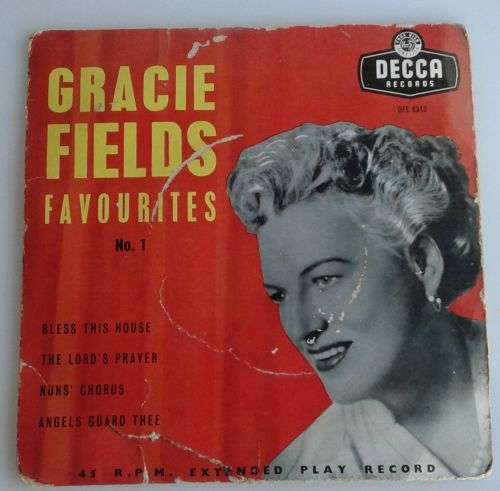 GRACIE
FIELDS
FAVOURITES
No. 1
DECCA
RECORDS
BLESS THIS HOUSE
THE LORD'S PRAYER
NUNS' CHORUS
ANGELS GUARD THEE
45 R.P.M. EXTENDED PLAY RECORD